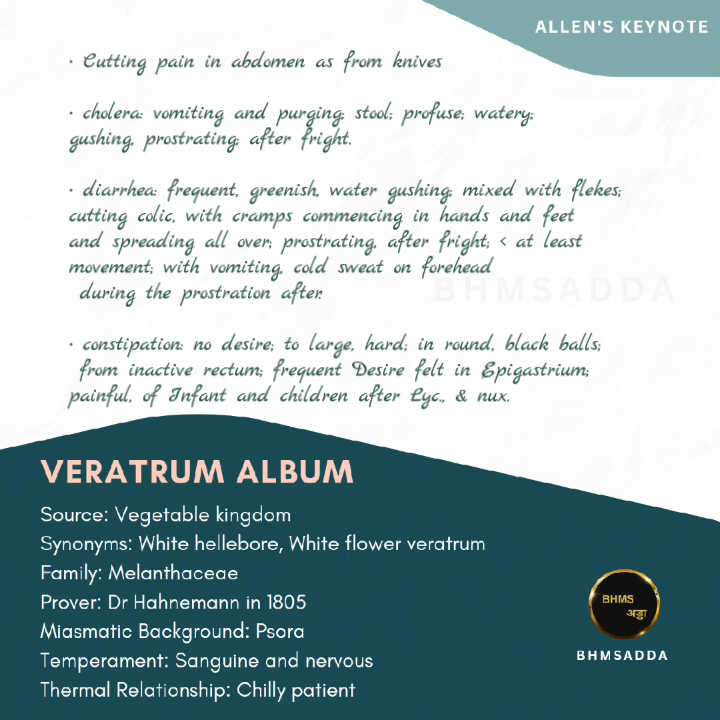 ALLEN'S KEYNOTE
• Cutting pain in abdomen as from knives
• cholera: vomiting and purging; stool; profuse; watery;
gushing, prostrating; after fright.
• diarrhea: frequent, greenish, water gushing; mixed with flekes;
cutting colic, with cramps commencing in hands and feet
and spreading all over; prostrating, after fright; < at least
movement; with vomiting, cold sweat on forehead
during the prostration after.
BHMSADDA
• constipation: no desire; to large, hard; in round, black balls;
from inactive rectum; frequent Desire felt in Epigastrium;
painful, of Infant and children after Lyc., & nux.
VERATRUM ALBUM
Source: Vegetable kingdom
Synonyms: White hellebore, White flower veratrum
Family: Melanthaceae
Prover: Dr Hahnemann in 1805
Miasmatic Background: Psora
Temperament: Sanguine and nervous
Thermal Relationship: Chilly patient
BHMS
अड्डा
BHMSADDA